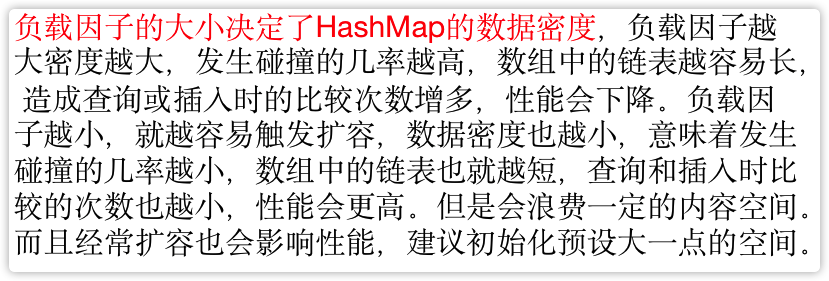 负载因子的大小决定了HashMap的数据密度，负载因子越
大密度越大，发生碰撞的几率越高，数组中的链表越容易长，
造成查询或插入时的比较次数增多，性能会下降。负载因
子越小，就越容易触发扩容，数据密度也越小，意味着发生
碰撞的几率越小，数组中的链表也就越短，查询和插入时比
较的次数也越小，性能会更高。但是会浪费一定的内容空间。
而且经常扩容也会影响性能，建议初始化预设大一点的空间。